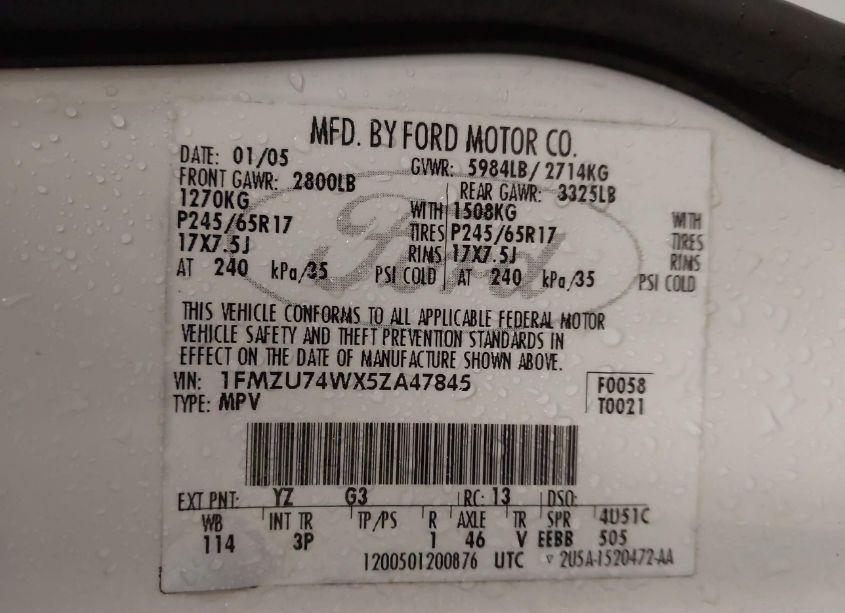 MFD. BY FORD MOTOR CO.
DATE: 01/05 GVWR: 5984LB/ 2714KG
FRONT GAWR: 2800LB REAR GAWR: 3325LB
1270KG WITH 1508KG WITH
P245/65R17 TIRES P245/65R17 TIRES
17X7.5J RIMS 17X7.5J RIMS
AT 240 kPa/35 PSI COLD AT 240 kPa/35 PSI COLD
Ford
THIS VEHICLE CONFORMS TO ALL APPLICABLE FEDERAL MOTOR
VEHICLE SAFETY AND THEFT PREVENTION STANDARDS IN
EFFECT ON THE DATE OF MANUFACTURE SHOWN ABOVE.
VIN: 1FMZU74WX5ZA47845 F0058
TYPE: MPV T0021
EXT PNT: YZ G3 RC: 13 DSO:
WB INT TR TP/PS R AXLE TR SPR 4U51C
114 3P 1 46 V EEBB 505
1200501200876 UTC ▽ 2U5A-1520472-AA